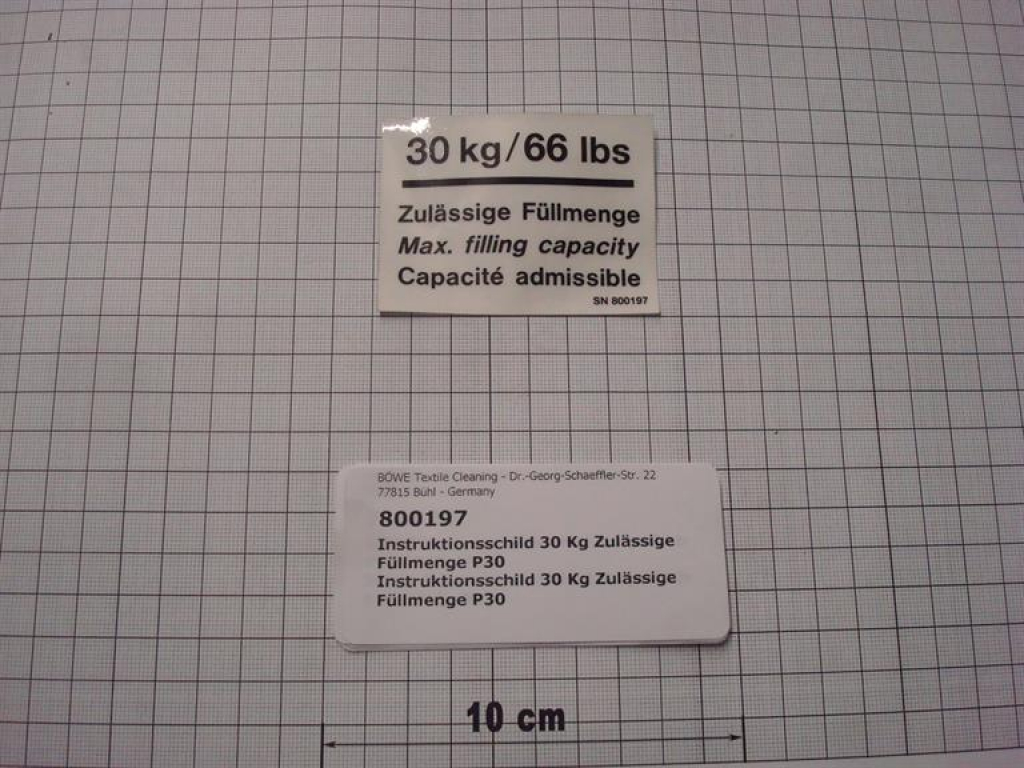 30 kg/66 lbs
Zulässige Füllmenge
Max. filling capacity
Capacité admissible
SN 800197
BÖWE Textile Cleaning - Dr.-Georg-Schaeffler-Str. 22
77815 Bühl - Germany
800197
Instruktionsschild 30 Kg Zulässige
Füllmenge P30
Instruktionsschild 30 Kg Zulässige
Füllmenge P30
10 cm